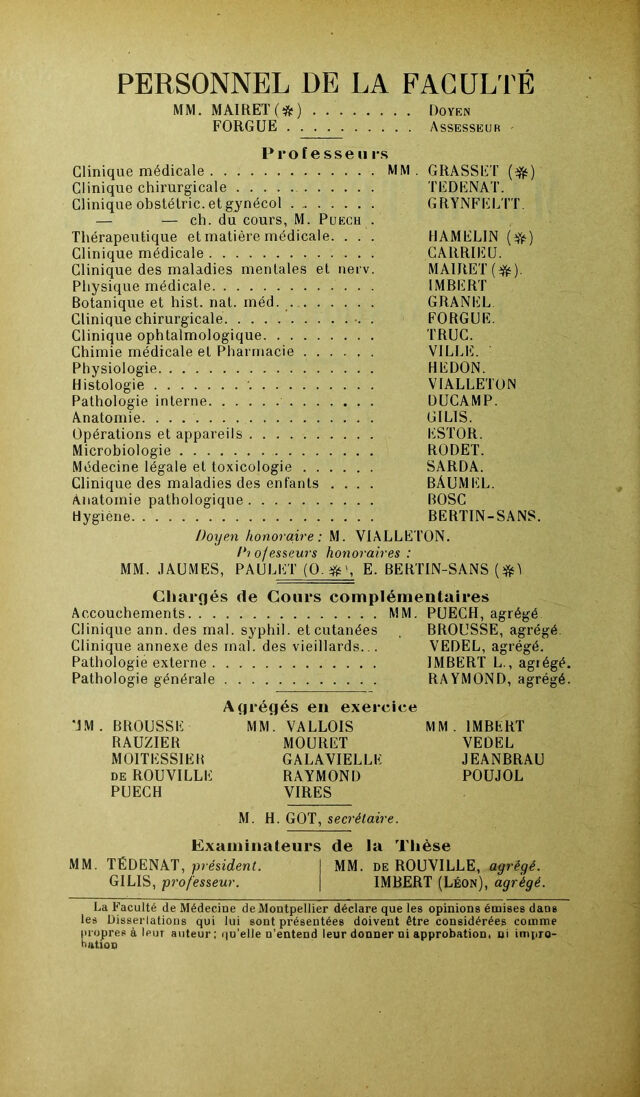 PERSONNEL DE LA FACULTÉ
MM. MAIRET (✻) . . . . . . . . DOYEN
FORGUE . . . . . . . . . . ASSESSEUR
Professeurs
Clinique médicale . . . . . . . . . . . . . MM. GRASSET (✻)
Clinique chirurgicale . . . . . . . . . . . TEDENAT.
Clinique obstétric. et gynécol . . . . . . . GRYNFELTT.
— — ch. du cours, M. PUECH .
Thérapeutique et matière médicale. . . . HAMELIN (✻)
Clinique médicale . . . . . . . . . . . . . CARRIEU.
Clinique des maladies mentales et nerv. MAIRET (✻).
Physique médicale. . . . . . . . . . . . . IMBERT
Botanique et hist. nat. méd. . . . . . . . . GRANEL
Clinique chirurgicale. . . . . . . . . . . . FORGUE.
Clinique ophtalmologique. . . . . . . . . TRUC.
Chimie médicale et Pharmacie . . . . . . VILLE.
Physiologie. . . . . . . . . . . . . . . . . HEDON.
Histologie . . . . . . . . . . . . . . . . . VIALLETON
Pathologie interne. . . . . . . . . . . . . DUCAMP.
Anatomie. . . . . . . . . . . . . . . . . . GILIS.
Opérations et appareils . . . . . . . . . . ESTOR.
Microbiologie . . . . . . . . . . . . . . . RODET.
Médecine légale et toxicologie . . . . . . SARDA.
Clinique des maladies des enfants . . . . BAUMEL.
Anatomie pathologique . . . . . . . . . . BOSC
Hygiène. . . . . . . . . . . . . . . . . . . BERTIN-SANS.
Doyen honoraire : M. VIALLETON.
Professeurs honoraires :
MM. JAUMES, PAULET (O. ✻), E. BERTIN-SANS (✻)
Chargés de Cours complémentaires
Accouchements. . . . . . . . . . . . . . . MM. PUECH, agrégé
Clinique ann. des mal. syphil. et cutanées . BROUSSE, agrégé.
Clinique annexe des mal. des vieillards. . . VEDEL, agrégé.
Pathologie externe . . . . . . . . . . . . . IMBERT L., agrégé.
Pathologie générale . . . . . . . . . . . . RAYMOND, agrégé.
Agrégés en exercice
MM. BROUSSE MM. VALLOIS MM. IMBERT
RAUZIER MOURET VEDEL
MOITESSIER GALAVIELLE JEANBRAU
DE ROUVILLE RAYMOND POUJOL
PUECH VIRES
M. H. GOT, secrétaire.
Examinateurs de la Thèse
MM. TÉDENAT, président. MM. DE ROUVILLE, agrégé.
GILIS, professeur. IMBERT (LÉON), agrégé.
La Faculté de Médecine de Montpellier déclare que les opinions émises dans
les Dissertations qui lui sont présentées doivent être considérées comme
propres à leur auteur ; qu'elle n'entend leur donner ni approbation, ni impro-
bation